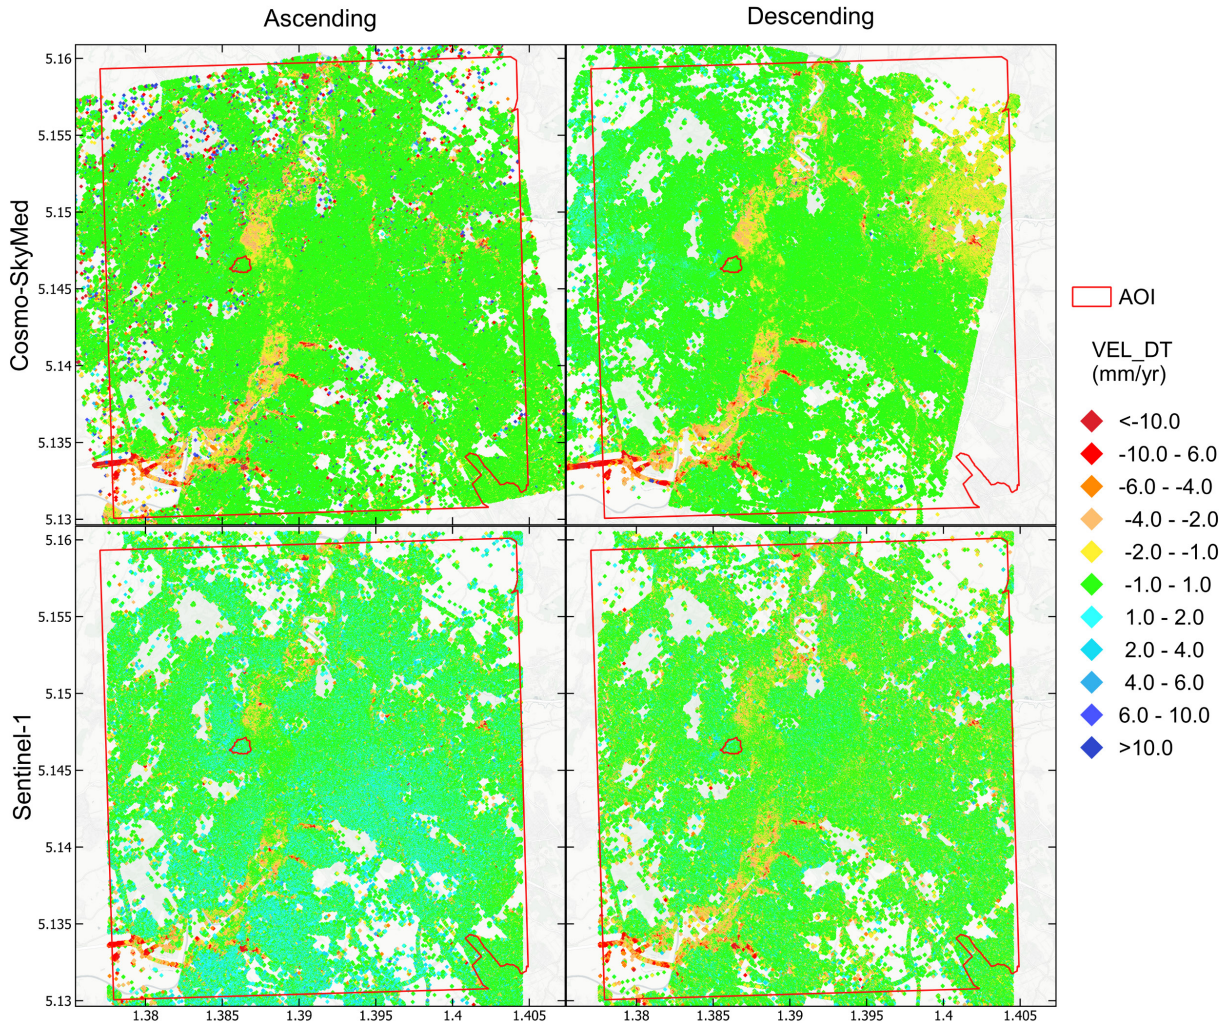 Ascending
Descending
Cosmo-SkyMed
5.16
5.155
5.15
5.145
5.14
5.135
5.13
Sentinel-1
5.16
5.155
5.15
5.145
5.14
5.135
5.13
1.38
1.385
1.39
1.395
1.4
1.405
1.38
1.385
1.39
1.395
1.4
1.405
AOI
VEL_DT
(mm/yr)
<-10.0
-10.0 - 6.0
-6.0 - -4.0
-4.0 - -2.0
-2.0 - -1.0
-1.0 - 1.0
1.0 - 2.0
2.0 - 4.0
4.0 - 6.0
6.0 - 10.0
>10.0